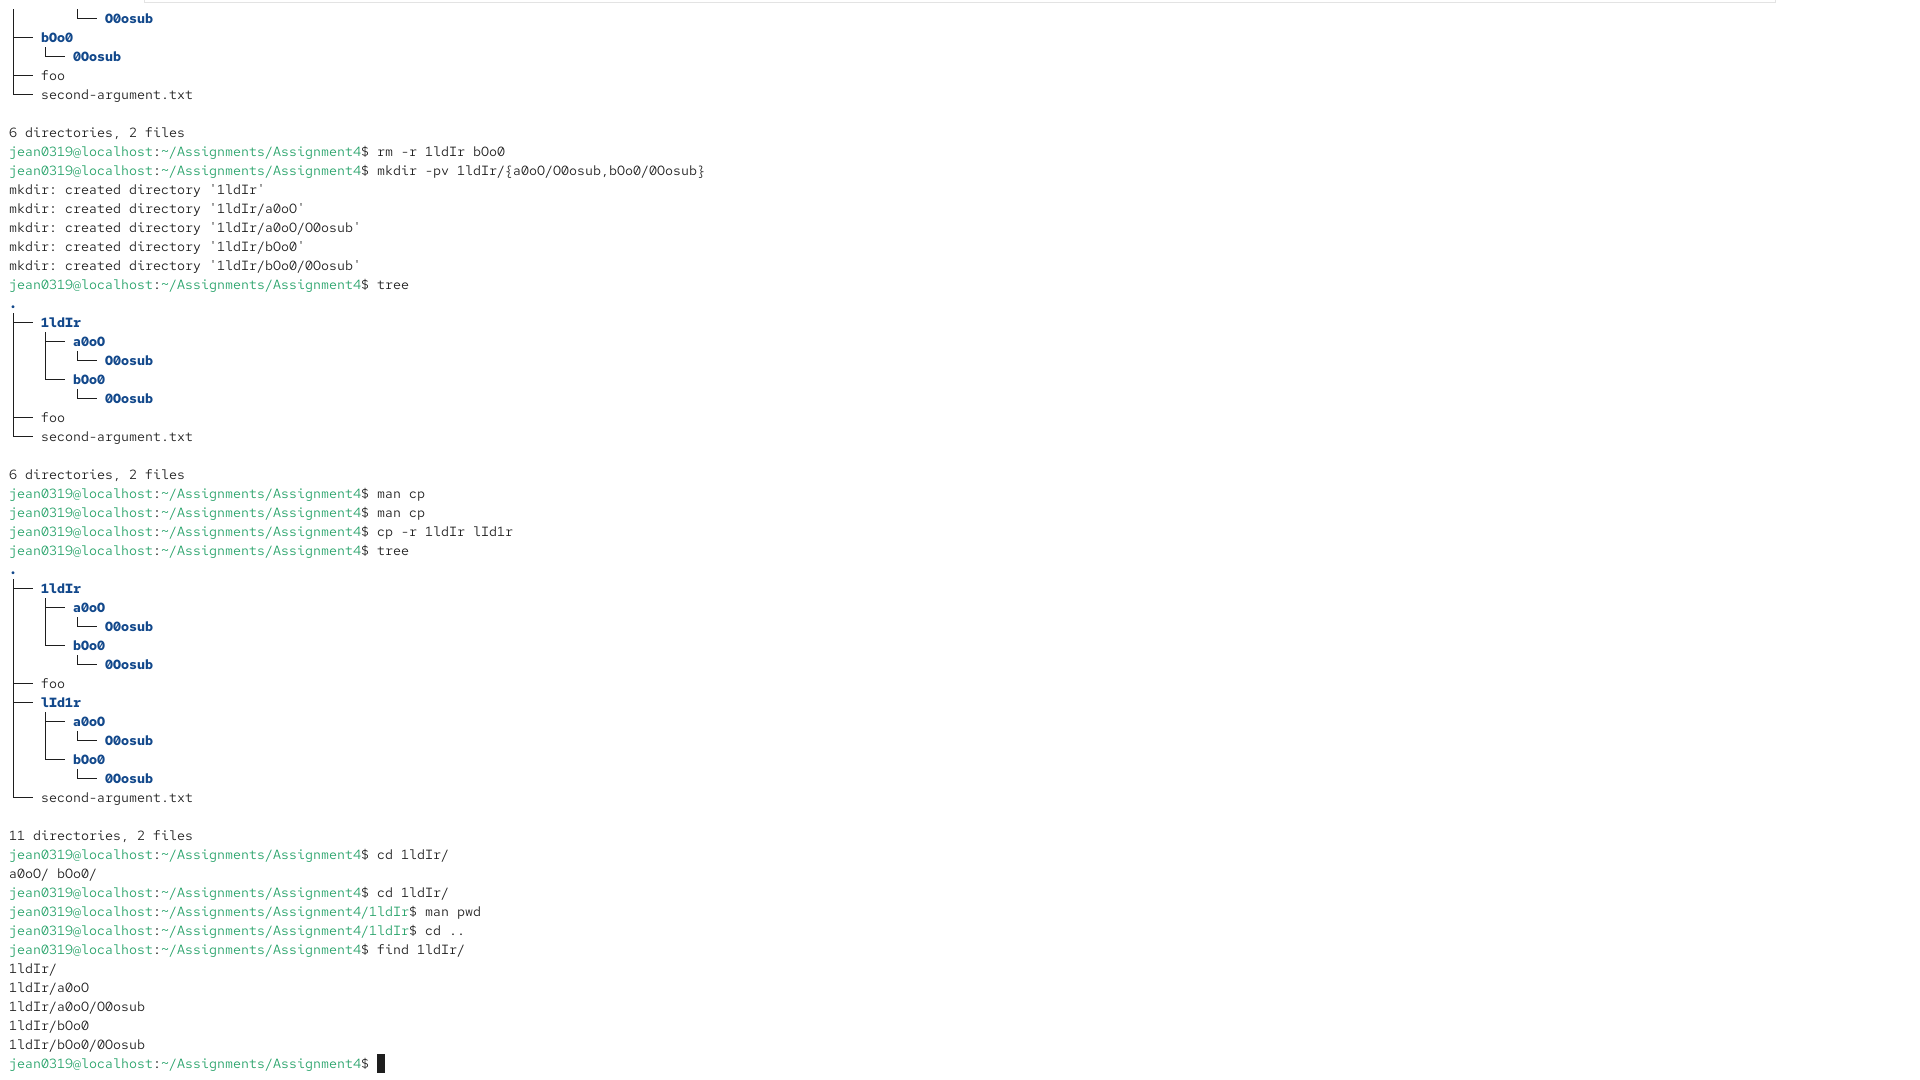 │       └── O0osub
├── bOo0
│   └── 0Oosub
├── foo
└── second-argument.txt

6 directories, 2 files
jean0319@localhost:~/Assignments/Assignment4$ rm -r 1ldIr bOo0
jean0319@localhost:~/Assignments/Assignment4$ mkdir -pv 1ldIr/{a0oO/O0osub,bOo0/0Oosub}
mkdir: created directory '1ldIr'
mkdir: created directory '1ldIr/a0oO'
mkdir: created directory '1ldIr/a0oO/O0osub'
mkdir: created directory '1ldIr/bOo0'
mkdir: created directory '1ldIr/bOo0/0Oosub'
jean0319@localhost:~/Assignments/Assignment4$ tree
.
├── 1ldIr
│   ├── a0oO
│   │   └── O0osub
│   └── bOo0
│       └── 0Oosub
├── foo
└── second-argument.txt

6 directories, 2 files
jean0319@localhost:~/Assignments/Assignment4$ man cp
jean0319@localhost:~/Assignments/Assignment4$ man cp
jean0319@localhost:~/Assignments/Assignment4$ cp -r 1ldIr lId1r
jean0319@localhost:~/Assignments/Assignment4$ tree
.
├── 1ldIr
│   ├── a0oO
│   │   └── O0osub
│   └── bOo0
│       └── 0Oosub
├── foo
├── lId1r
│   ├── a0oO
│   │   └── O0osub
│   └── bOo0
│       └── 0Oosub
└── second-argument.txt

11 directories, 2 files
jean0319@localhost:~/Assignments/Assignment4$ cd 1ldIr/
a0oO/ bOo0/
jean0319@localhost:~/Assignments/Assignment4$ cd 1ldIr/
jean0319@localhost:~/Assignments/Assignment4/1ldIr$ man pwd
jean0319@localhost:~/Assignments/Assignment4/1ldIr$ cd ..
jean0319@localhost:~/Assignments/Assignment4$ find 1ldIr/
1ldIr/
1ldIr/a0oO
1ldIr/a0oO/O0osub
1ldIr/bOo0
1ldIr/bOo0/0Oosub
jean0319@localhost:~/Assignments/Assignment4$